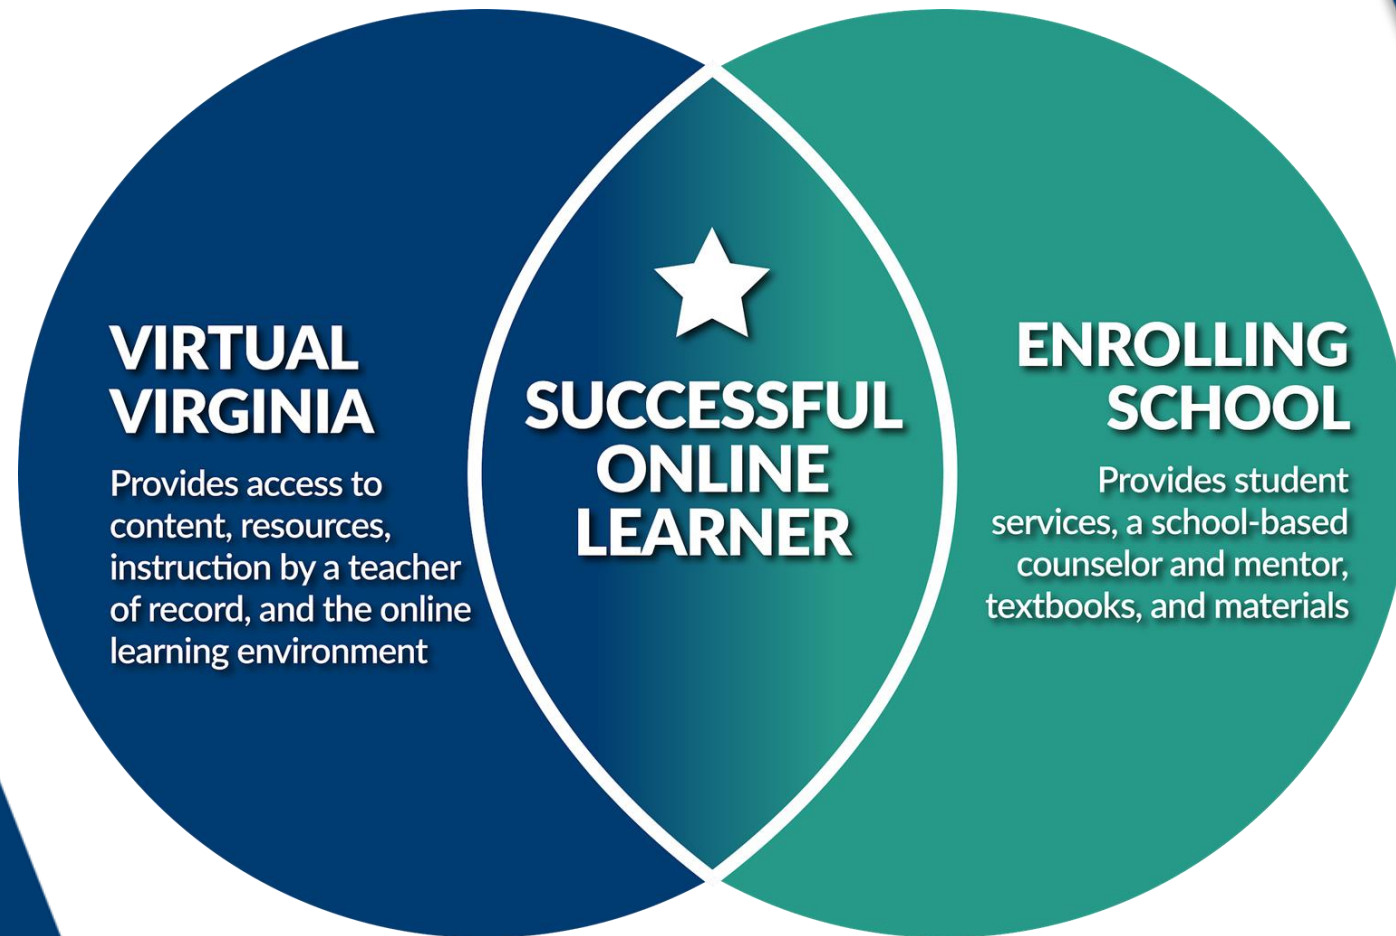 VIRTUAL
VIRGINIA
Provides access to
content, resources,
instruction by a teacher
of record, and the online
learning environment
SUCCESSFUL
ONLINE
LEARNER
ENROLLING
SCHOOL
Provides student
services, a school-based
counselor and mentor,
textbooks, and materials